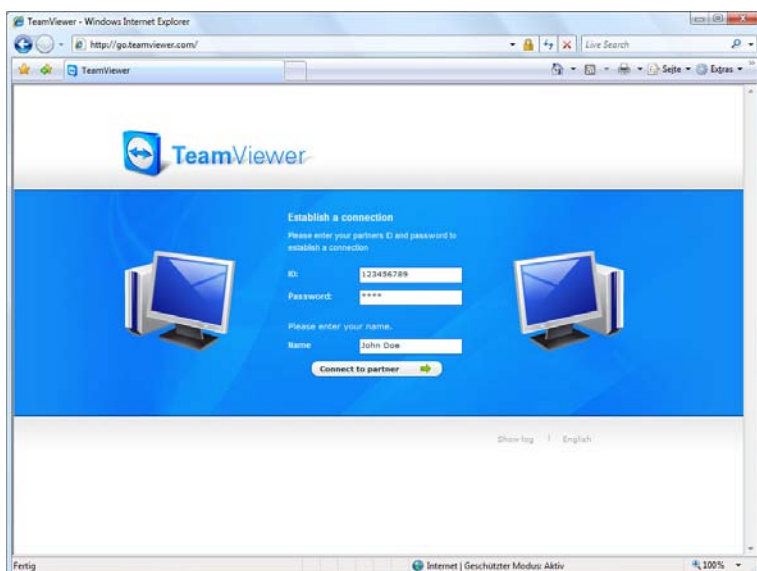 TeamViewer - Windows Internet Explorer
http://go.teamviewer.com/
Live Search
TeamViewer
Seite
Extras
TeamViewer
Establish a connection
Please enter your partners ID and password to
establish a connection
ID: 123456789
Password: ****
Please enter your name.
Name John Doe
Connect to partner
Show log | English
Fertig
Internet | Geschützter Modus: Aktiv
100%